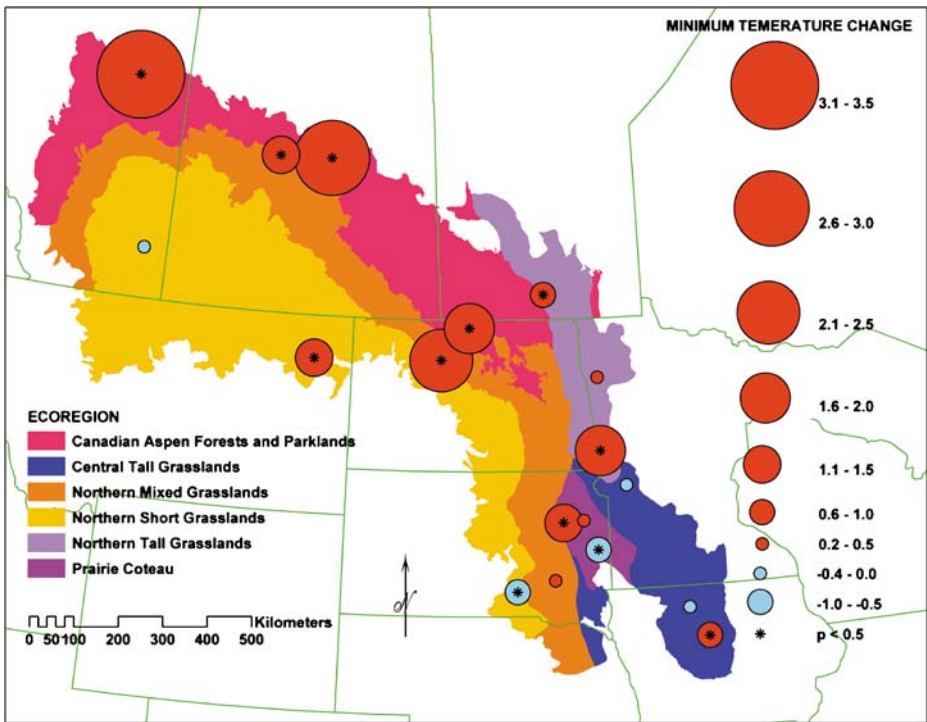 MINIMUM TEMERATURE CHANGE
3.1 - 3.5
2.6 - 3.0
2.1 - 2.5
1.6 - 2.0
1.1 - 1.5
0.6 - 1.0
0.2 - 0.5
-0.4 - 0.0
-1.0 - -0.5
p < 0.5
ECOREGION
Canadian Aspen Forests and Parklands
Central Tall Grasslands
Northern Mixed Grasslands
Northern Short Grasslands
Northern Tall Grasslands
Prairie Coteau
N
Kilometers
0 50 100 200 300 400 500